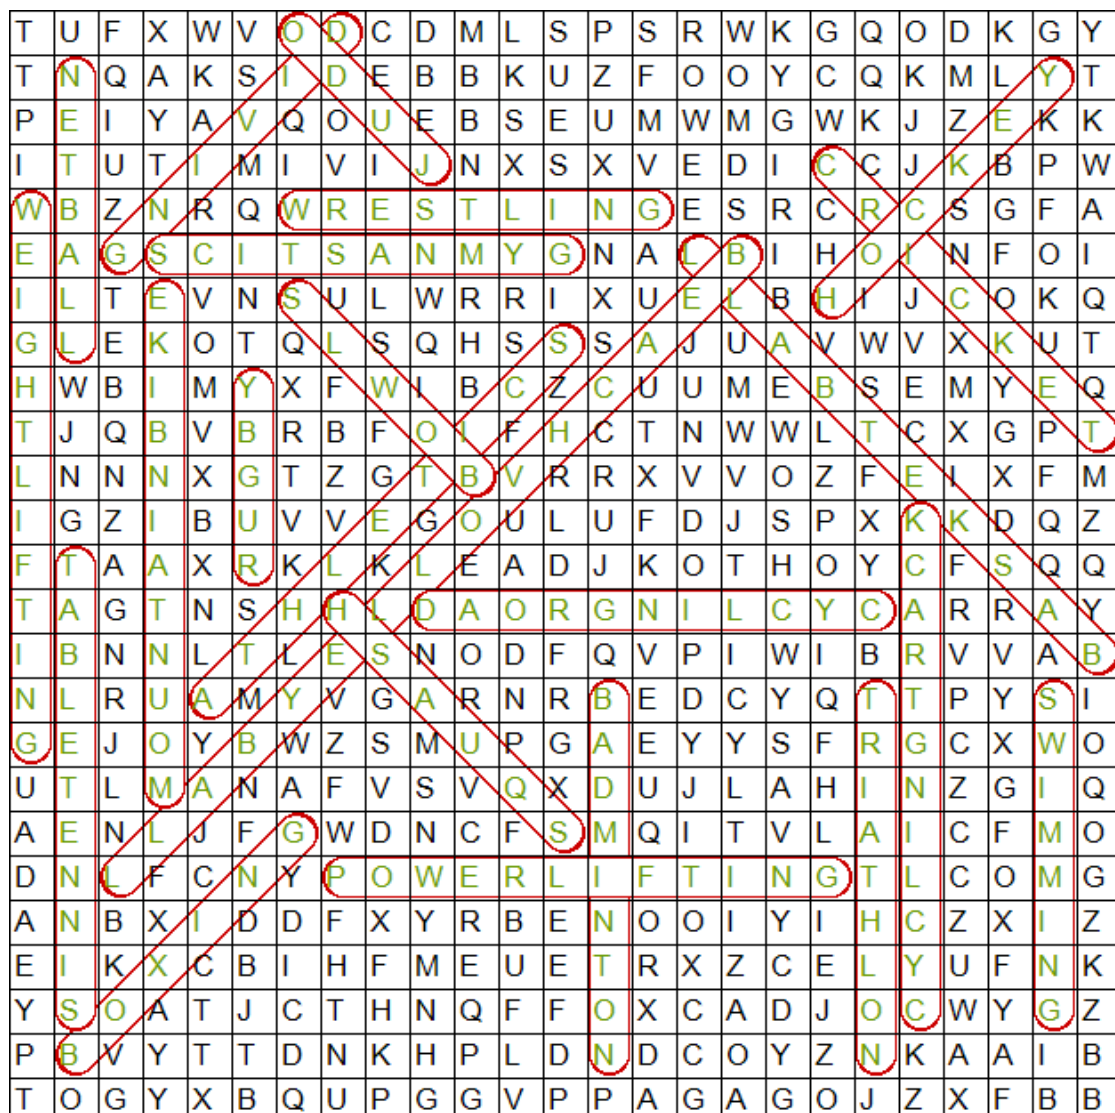 T U F X W V O D C D M L S P S R W K G Q O D K G Y
T N Q A K S I D E B B K U Z F O O Y C Q K M L Y T
P E I Y A V Q O U E B S E U M W M G W K J Z E K K
I T U T I M I V I J N X S X V E D I C C J K B P W
W B Z N R Q W R E S T L I N G E S R C R C S G F A
E A G S C I T S A N M Y G N A L B I H O I N F O I
I L T E V N S U L W R R I X U E L B H I J C O K Q
G L E K O T Q L S Q H S S S A J U A V W V X K U T
H W B I M Y X F W I B C Z C U U M E B S E M Y E Q
T J Q B V B R B F O I F H C T N W W L T C X G P T
L N N N X G T Z G T B V R R X V V O Z F E I X F M
I G Z I B U V V E G O U L U F D J S P X K K D Q Z
F T A A X R K L K L E A D J K O T H O Y C F S Q Q
T A G T N S H H L D A O R G N I L C Y C A R R A Y
I B N N L T L E S N O D F Q V P I W I B R V V A B
N L R U A M Y V G A R N R B E D C Y Q T T P Y S I
G E J O Y B W Z S M U P G A E Y Y S F R G C X W O
U T L M A N A F V S V Q X D U J L A H I N Z G I Q
A E N L J F G W D N C F S M Q I T V L A I C F M O
D N L F C N Y P O W E R L I F T I N G T L C O M G
A N B X I D D F X Y R B E N O O I Y I H C Z X I Z
E I K X C B I H F M E U E T R X Z C E L Y U F N K
Y S O A T J C T H N Q F F O X C A D J O C W Y G Z
P B V Y T T D N K H P L D N D C O Y Z N K A A I B
T O G Y X B Q U P G G V P P A G A G O J Z X F B B